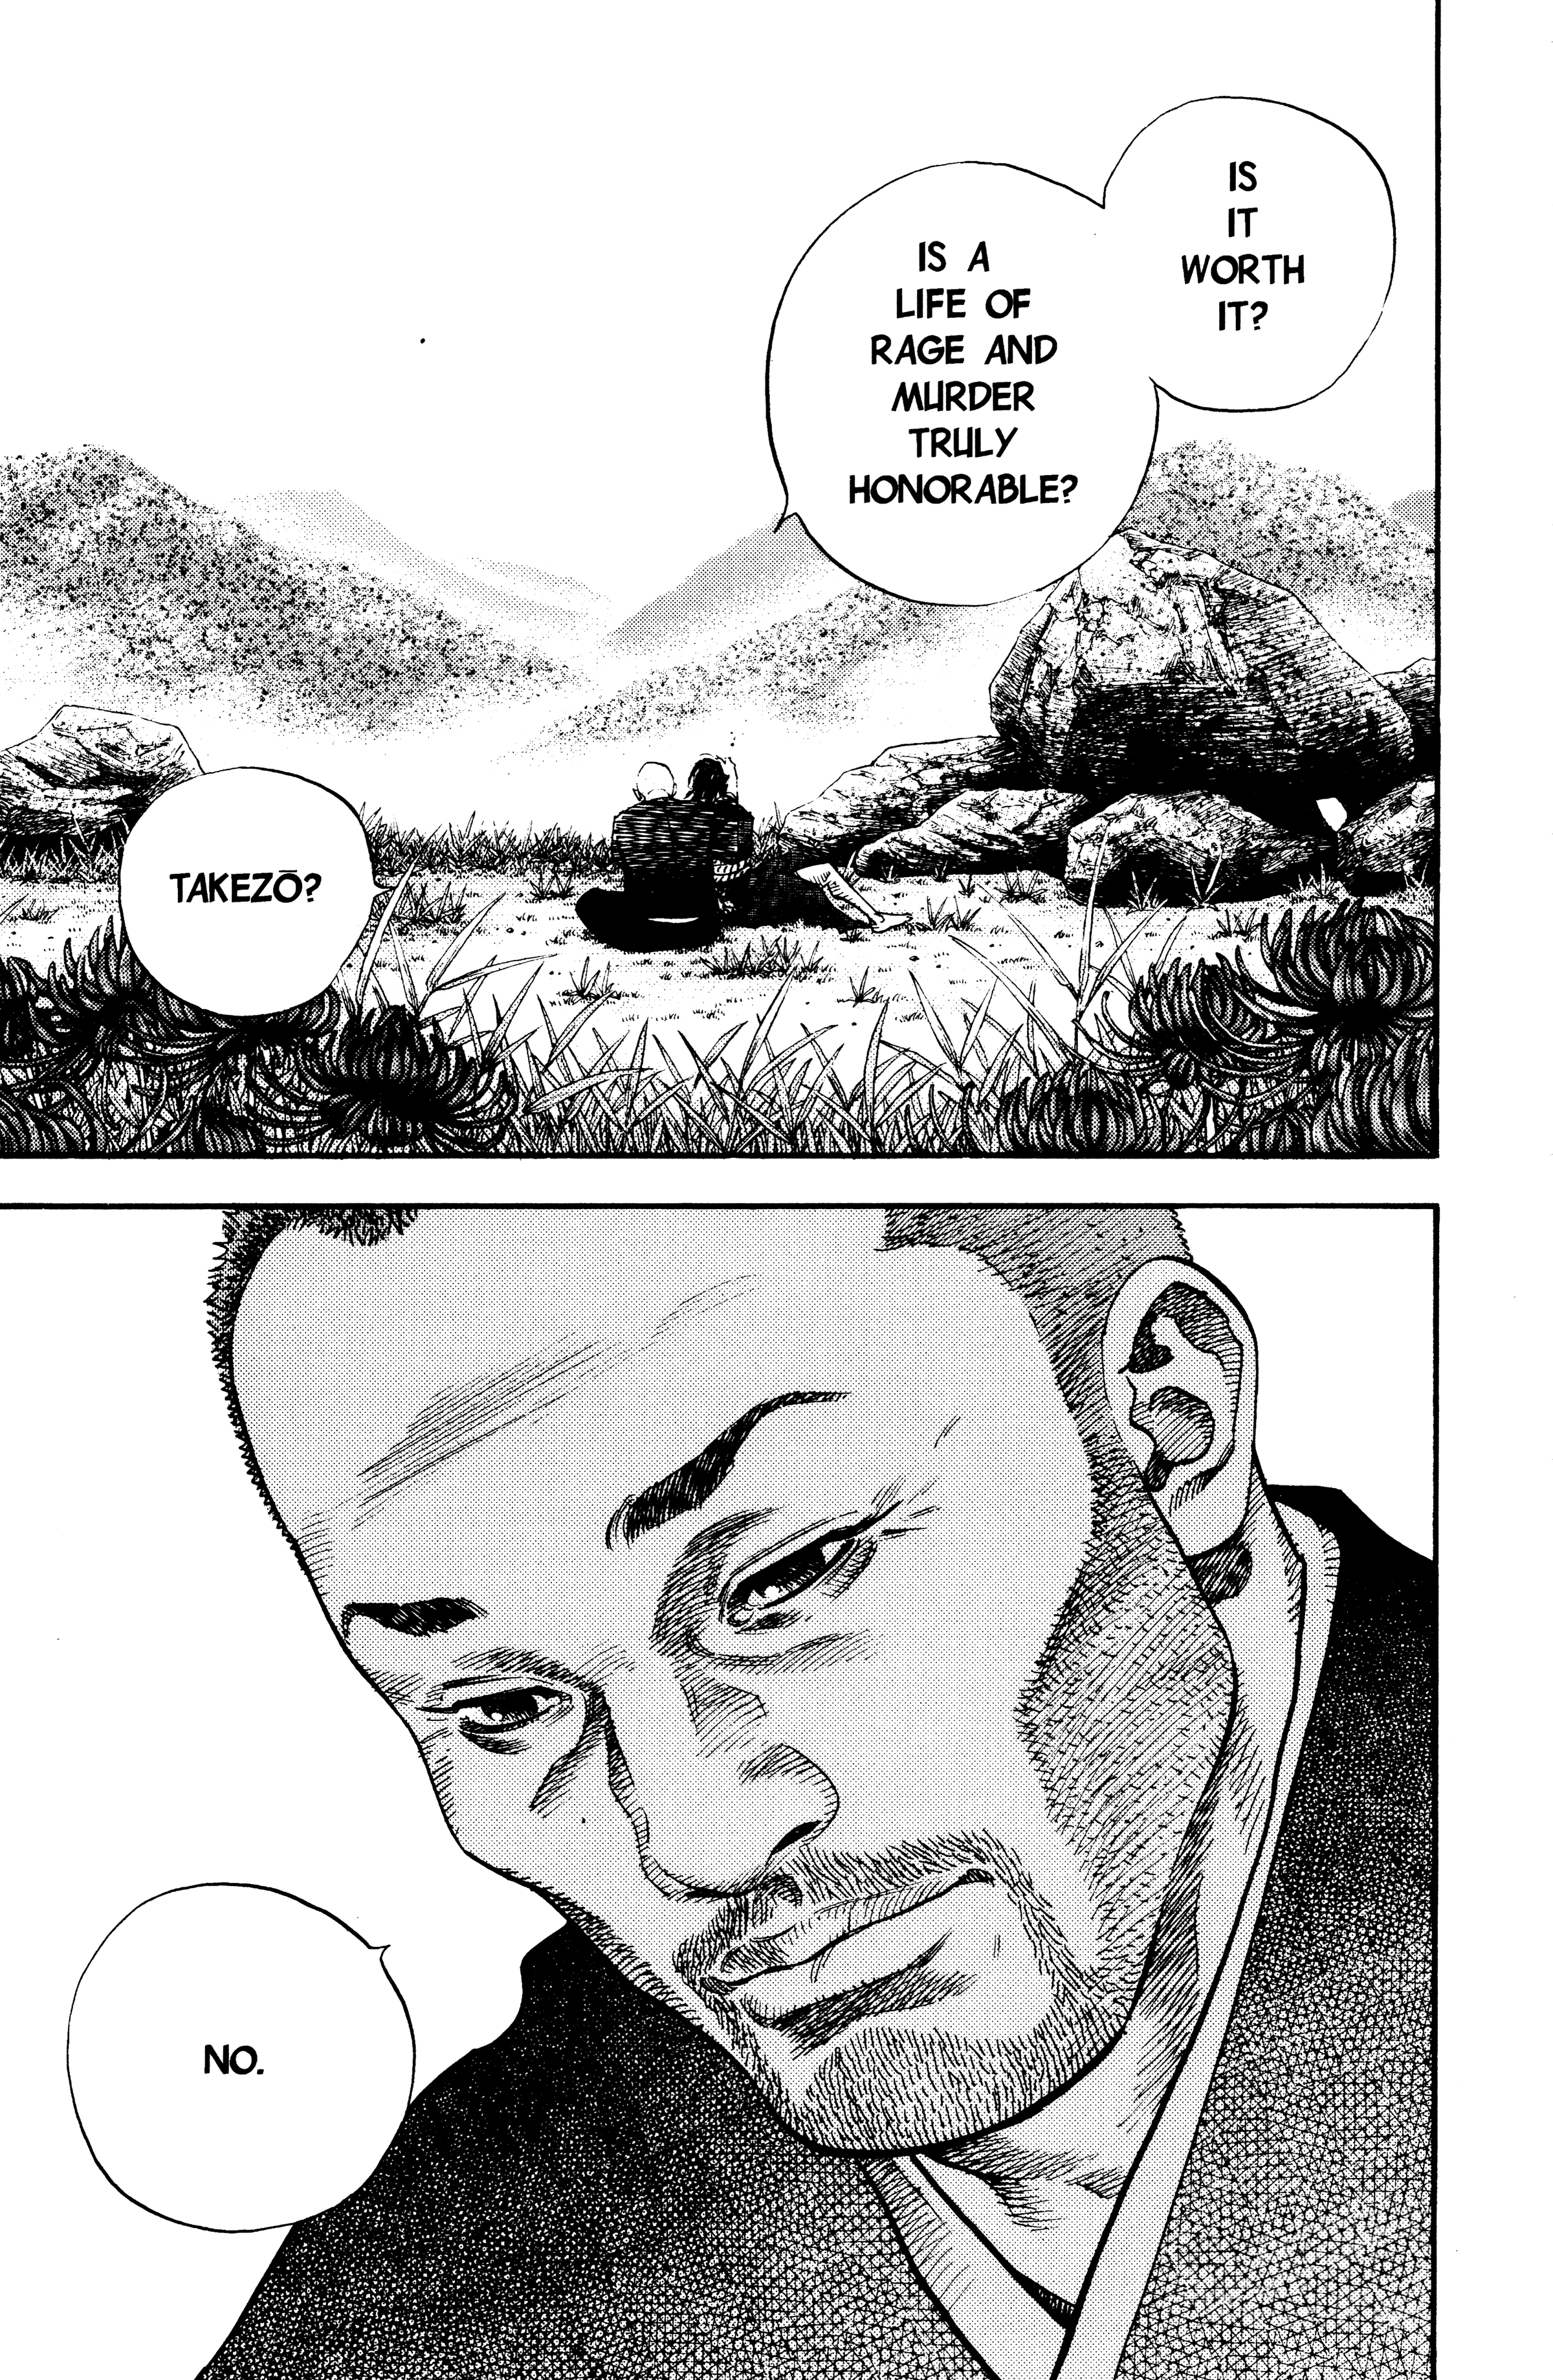 IS
IT
WORTH
IT?
IS A
LIFE OF
RAGE AND
MURDER
TRULY
HONORABLE?
TAKEZŌ?
NO.